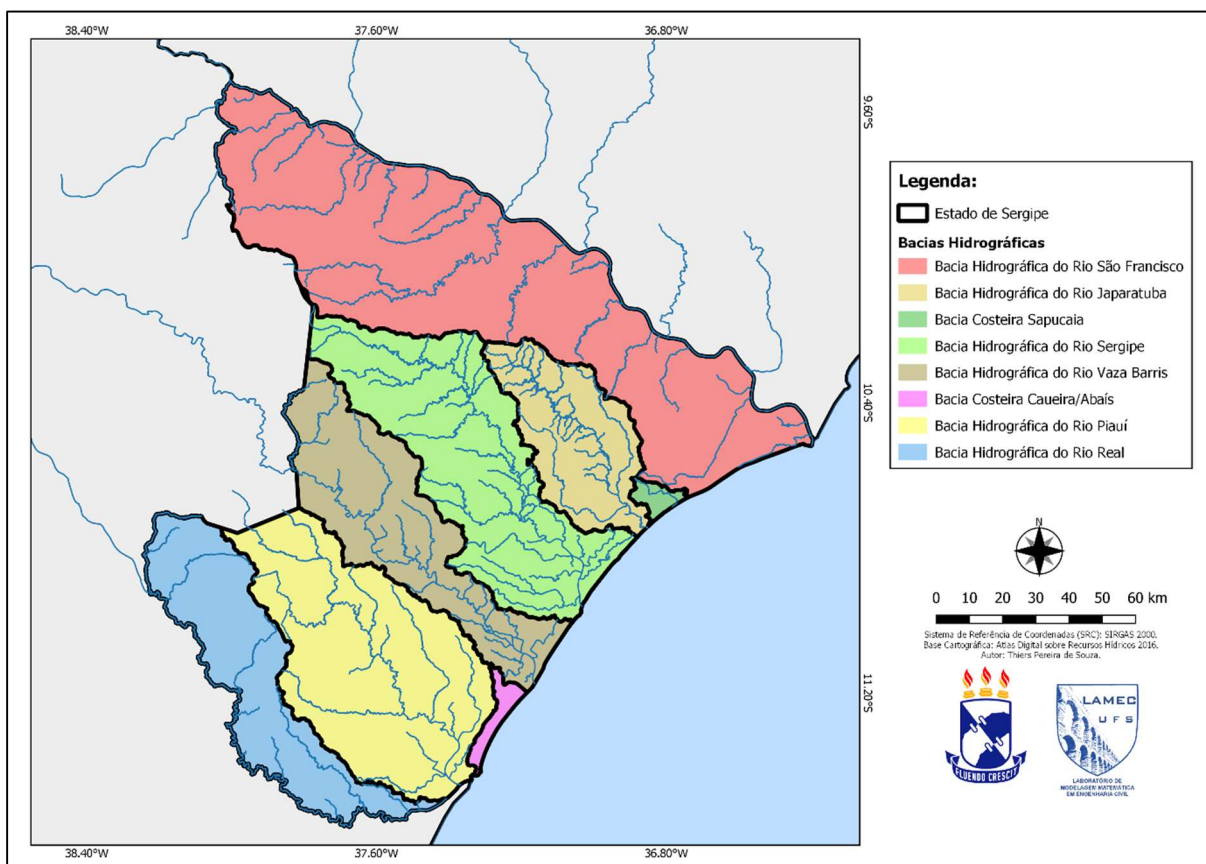 38.40°W 37.60°W 36.80°W
9.60°S
10.40°S
11.20°S
38.40°W 37.60°W 36.80°W
Legenda:
Estado de Sergipe
Bacias Hidrográficas
Bacia Hidrográfica do Rio São Francisco
Bacia Hidrográfica do Rio Japaratuba
Bacia Costeira Sapucaia
Bacia Hidrográfica do Rio Sergipe
Bacia Hidrográfica do Rio Vaza Barris
Bacia Costeira Caueira/Abaís
Bacia Hidrográfica do Rio Piauí
Bacia Hidrográfica do Rio Real
N
0 10 20 30 40 50 60 km
Sistema de Referência de Coordenadas (SRC): SIRGAS 2000.
Base Cartográfica: Atlas Digital sobre Recursos Hídricos 2016.
Autor: Thiers Pereira de Souza.
ELUENDO CRESCIT
LAMEC
UFS
LABORATÓRIO DE
MODELAGEM MATEMÁTICA
EM ENGENHARIA CIVIL